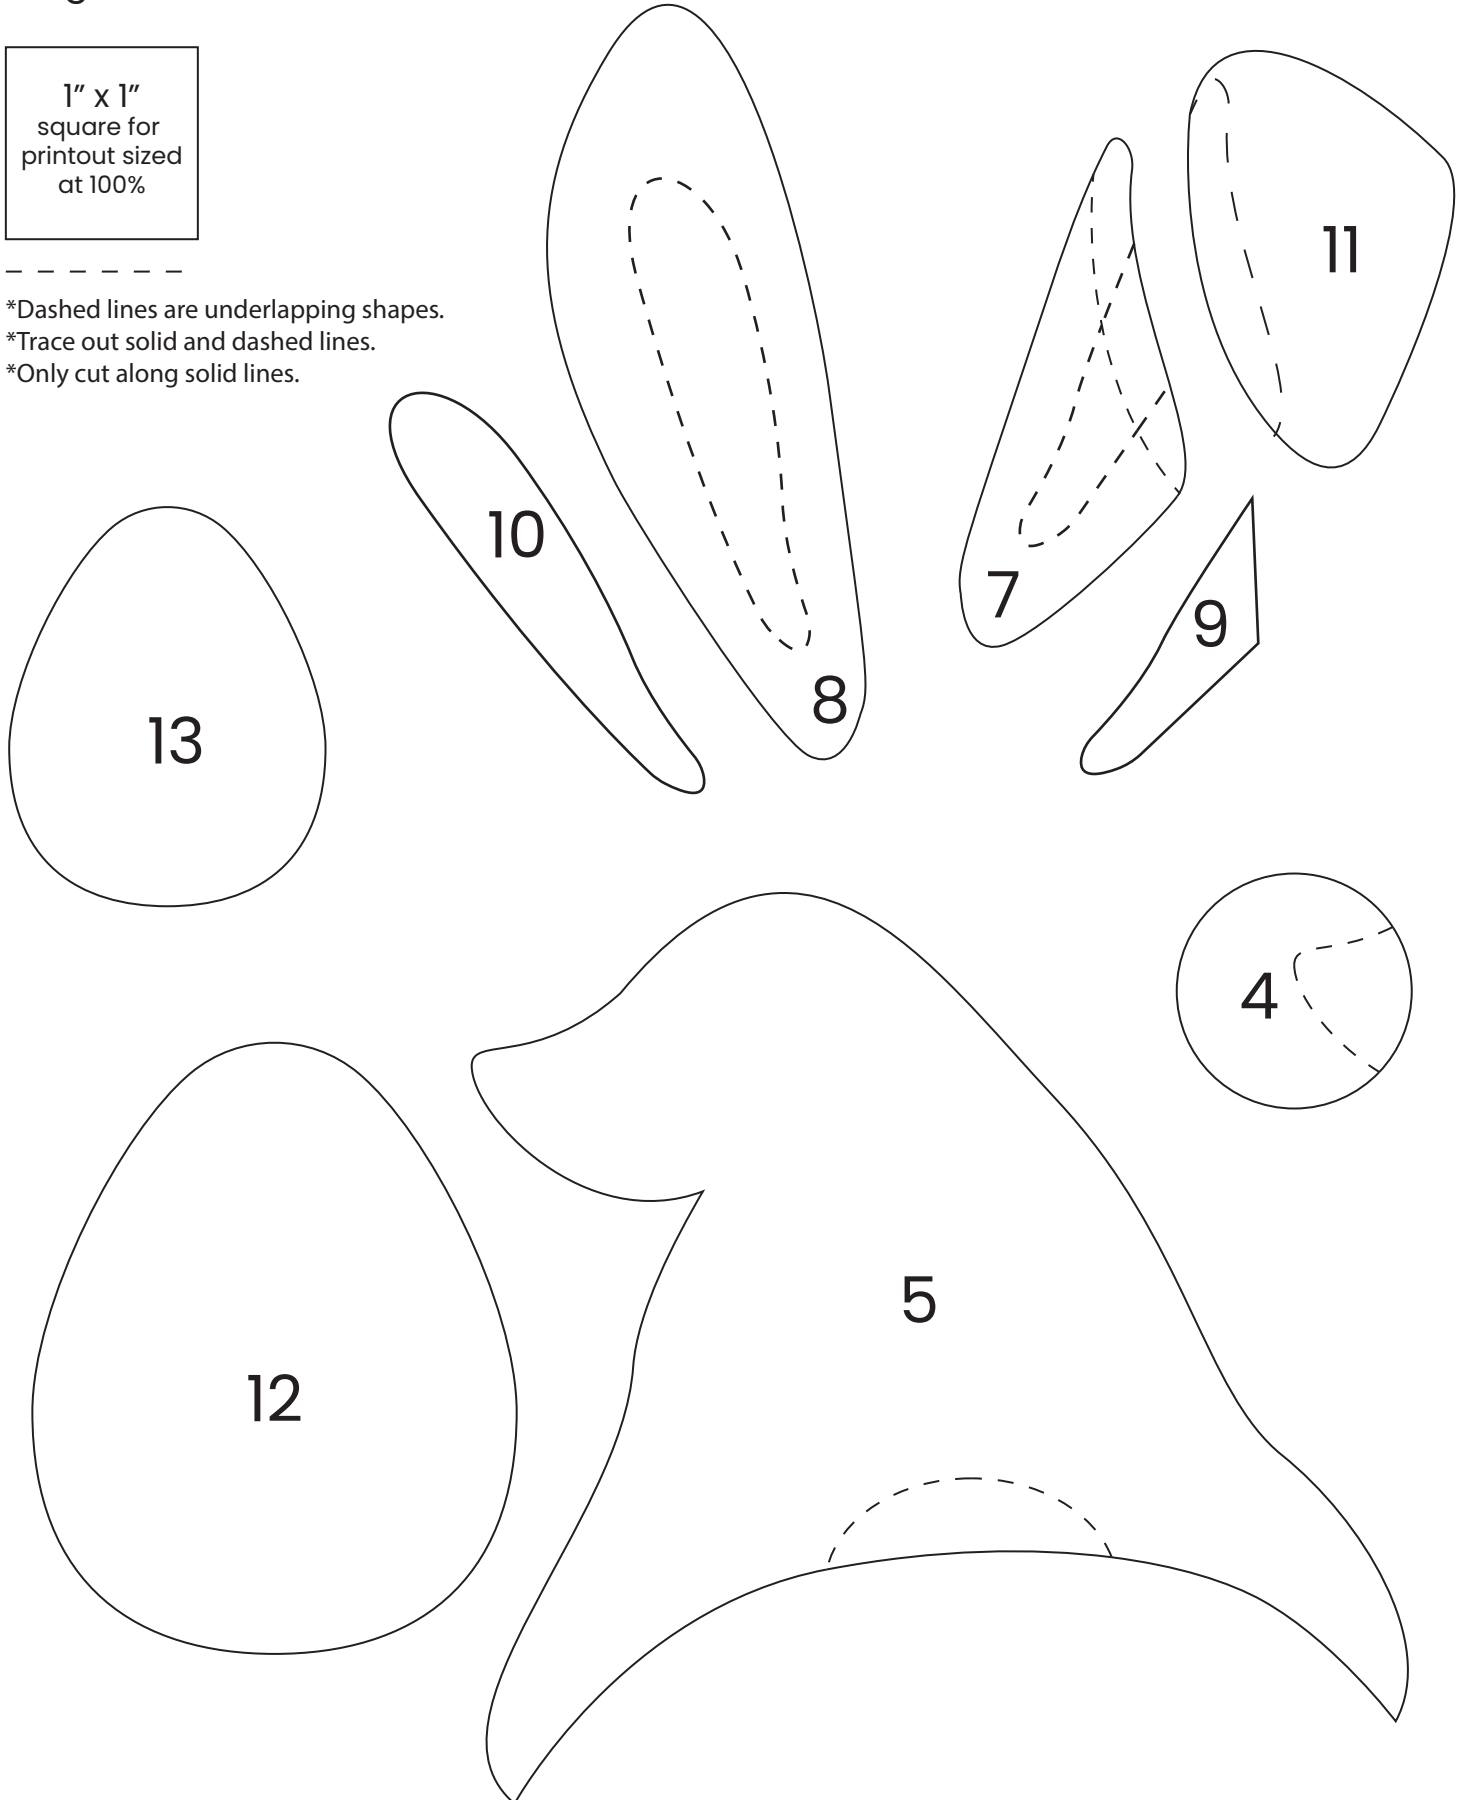 1” x 1”
square for
printout sized
at 100%
*Dashed lines are underlapping shapes.
*Trace out solid and dashed lines.
*Only cut along solid lines.
11
10
7
9
8
13
4
5
12